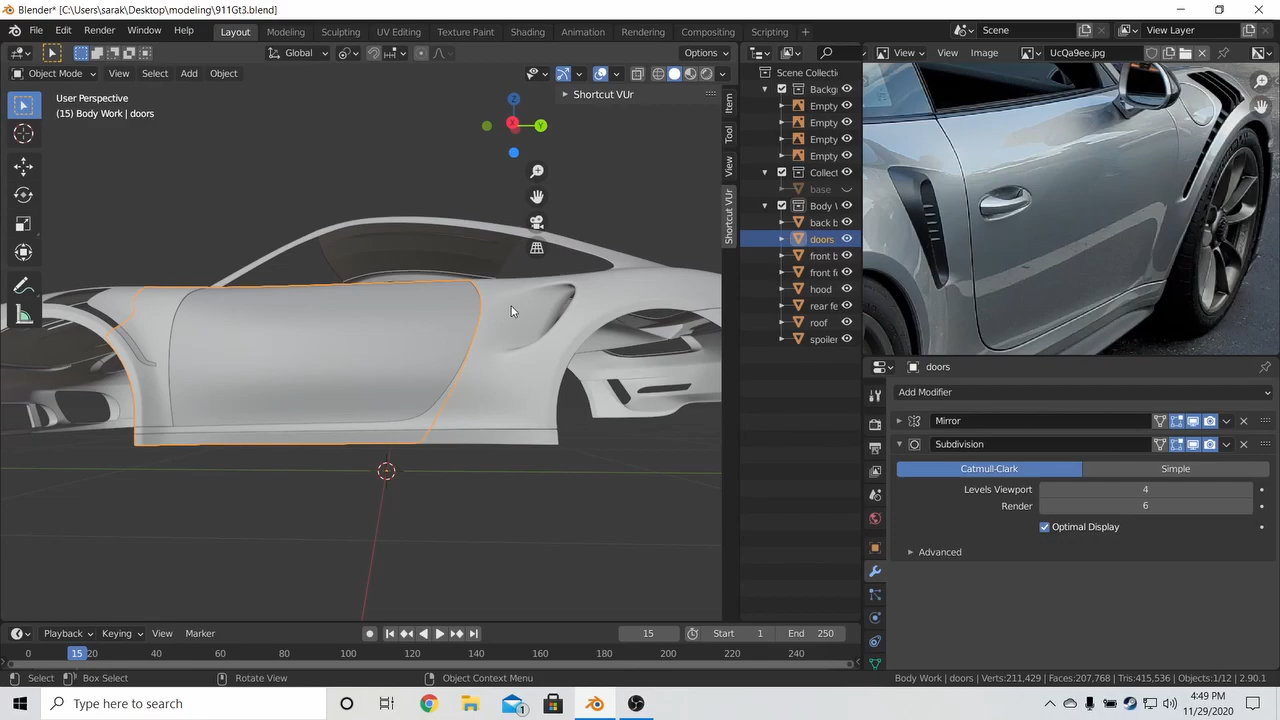 Blender* [C:\Users\sarak\Desktop\modeling\911Gt3.blend]
File Edit Render Window Help Layout Modeling Sculpting UV Editing Texture Paint Shading Animation Rendering Compositing Scripting Scene View Layer
Global Options View View Image UcQa9ee.jpg
Object Mode View Select Add Object Scene Collecti
User Perspective
(15) Body Work | doors
Shortcut VUr
Item
Tool
View
Shortcut VUr
X
Y
Z
Backgr
Empty
Empty
Empty
Empty
Collect
base
Body W
back b
doors
front b
front fe
hood
rear fe
roof
spoiler
doors
Add Modifier
Mirror
Subdivision
Catmull-Clark Simple
Levels Viewport 4
Render 6
Optimal Display
Advanced
Playback Keying View Marker 15 Start 1 End 250
0 15 20 40 60 80 100 120 140 160 180 200 220 240
Select Box Select Rotate View Object Context Menu Body Work | doors | Verts:211,429 | Faces:207,768 | Tris:415,536 | Objects:1/12 | 2.90.1
Type here to search 1 4:49 PM
11/29/2020